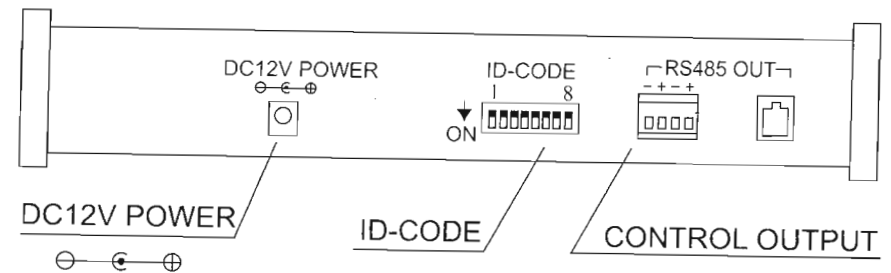 DC12V POWER
ID-CODE
RS485 OUT
1 8
- + - +
ON
DC12V POWER
ID-CODE
CONTROL OUTPUT